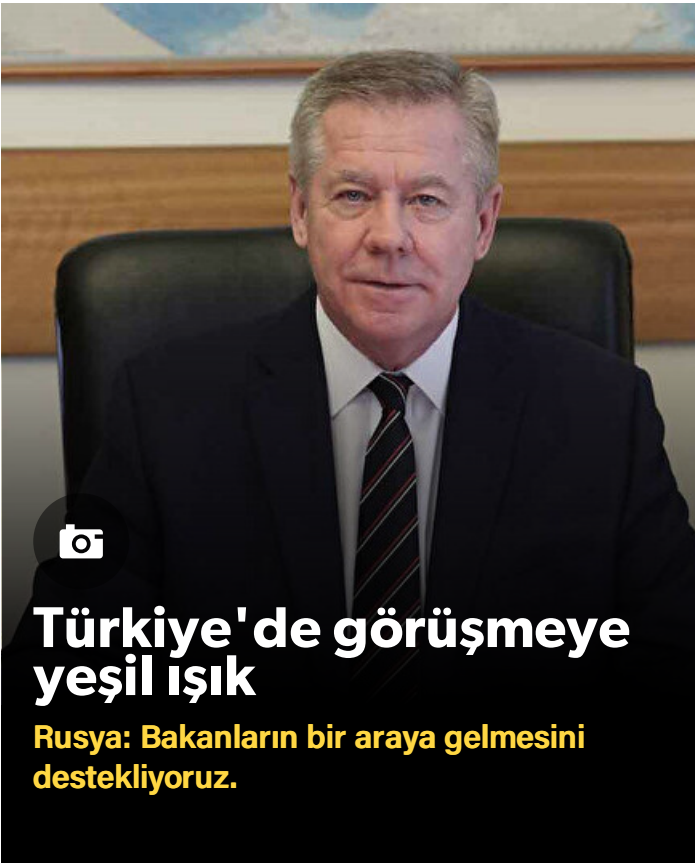 Türkiye'de görüşmeye
yeşil ışık
Rusya: Bakanların bir araya gelmesini
destekliyoruz.